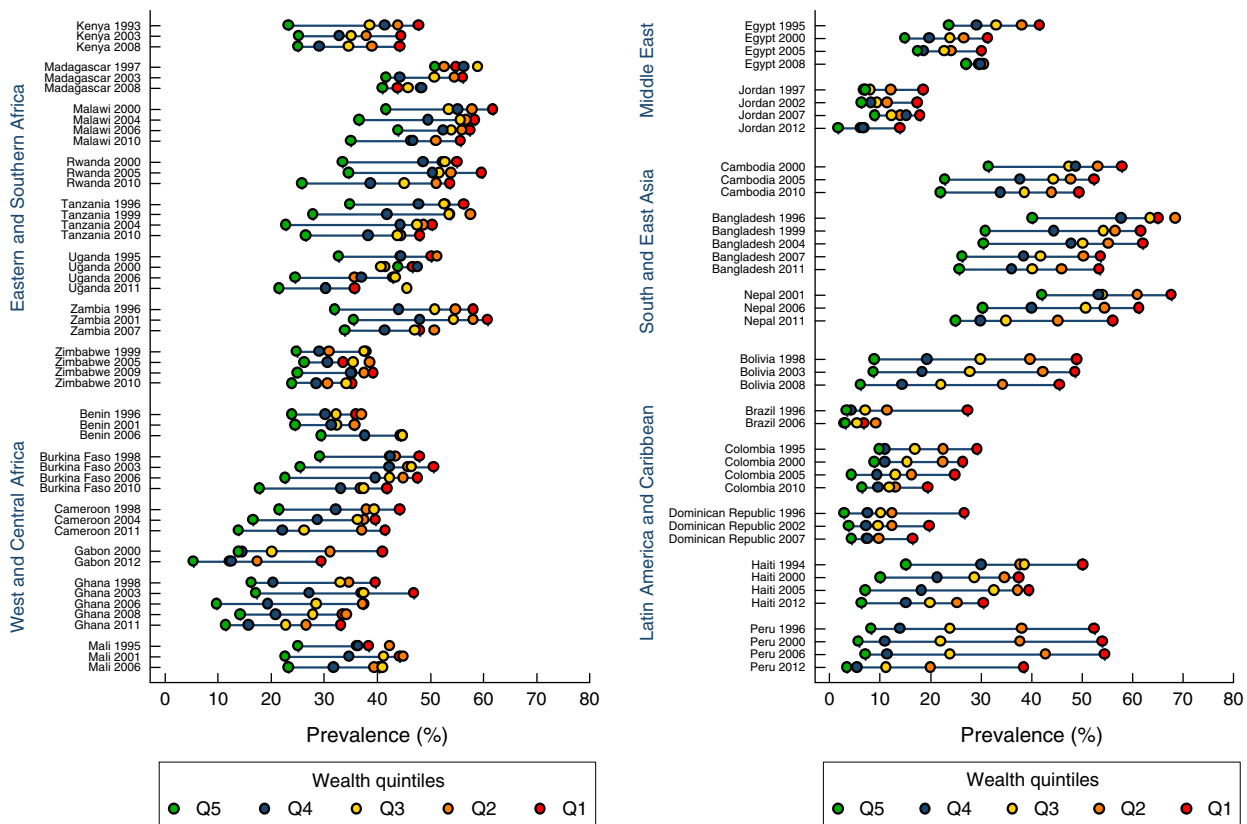 Eastern and Southern Africa
Kenya 1993
Kenya 2003
Kenya 2008
Madagascar 1997
Madagascar 2003
Madagascar 2008
Malawi 2000
Malawi 2004
Malawi 2006
Malawi 2010
Rwanda 2000
Rwanda 2005
Rwanda 2010
Tanzania 1996
Tanzania 1999
Tanzania 2004
Tanzania 2010
Uganda 1995
Uganda 2000
Uganda 2006
Uganda 2011
Zambia 1996
Zambia 2001
Zambia 2007
Zimbabwe 1999
Zimbabwe 2005
Zimbabwe 2009
Zimbabwe 2010
West and Central Africa
Benin 1996
Benin 2001
Benin 2006
Burkina Faso 1998
Burkina Faso 2003
Burkina Faso 2006
Burkina Faso 2010
Cameroon 1998
Cameroon 2004
Cameroon 2011
Gabon 2000
Gabon 2012
Ghana 1998
Ghana 2003
Ghana 2006
Ghana 2008
Ghana 2011
Mali 1995
Mali 2001
Mali 2006
0 10 20 30 40 50 60 70 80
Prevalence (%)
Wealth quintiles
Q5 Q4 Q3 Q2 Q1
Middle East
Egypt 1995
Egypt 2000
Egypt 2005
Egypt 2008
Jordan 1997
Jordan 2002
Jordan 2007
Jordan 2012
South and East Asia
Cambodia 2000
Cambodia 2005
Cambodia 2010
Bangladesh 1996
Bangladesh 1999
Bangladesh 2004
Bangladesh 2007
Bangladesh 2011
Nepal 2001
Nepal 2006
Nepal 2011
Latin America and Caribbean
Bolivia 1998
Bolivia 2003
Bolivia 2008
Brazil 1996
Brazil 2006
Colombia 1995
Colombia 2000
Colombia 2005
Colombia 2010
Dominican Republic 1996
Dominican Republic 2002
Dominican Republic 2007
Haiti 1994
Haiti 2000
Haiti 2005
Haiti 2012
Peru 1996
Peru 2000
Peru 2006
Peru 2012
0 10 20 30 40 50 60 70 80
Prevalence (%)
Wealth quintiles
Q5 Q4 Q3 Q2 Q1